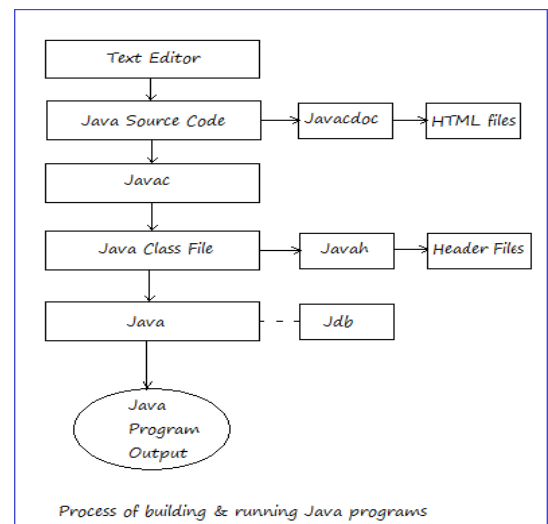 Text Editor
Java Source Code
Javacdoc
HTML files
Javac
Java Class File
Javah
Header Files
Java
Jdb
Java
Program
Output
Process of building & running Java programs